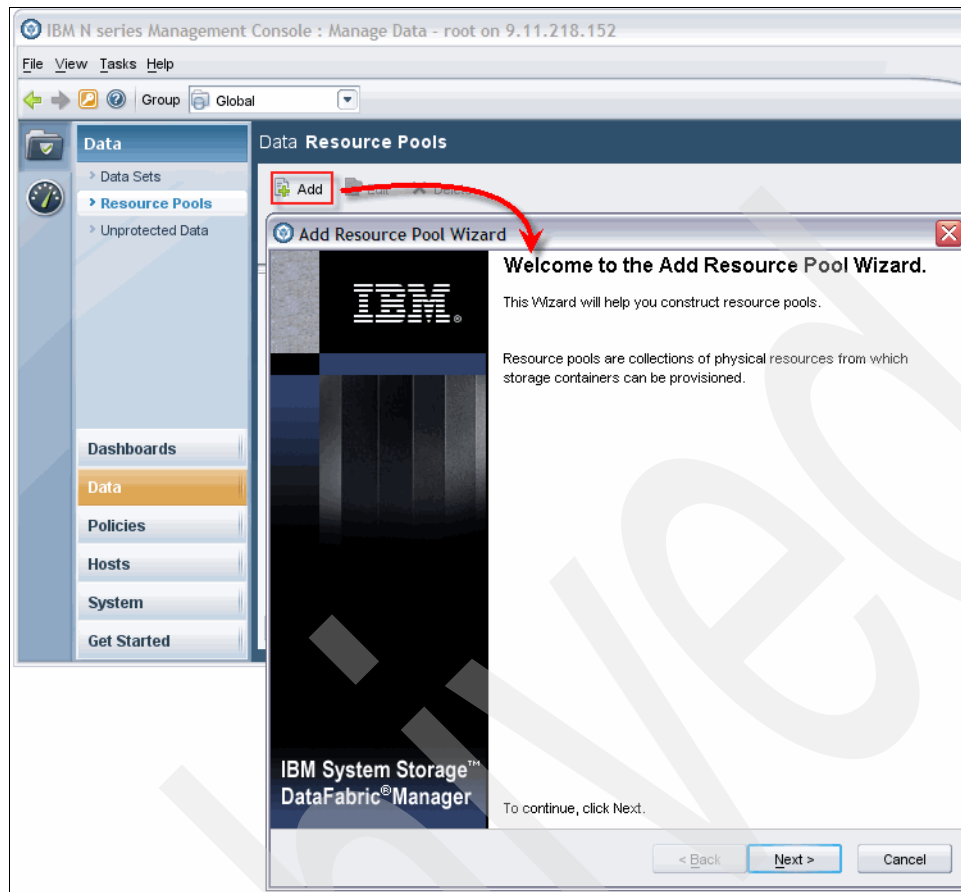 IBM N series Management Console : Manage Data - root on 9.11.218.152
File View Tasks Help
Group Global
Data
Data Resource Pools
Data Sets
Resource Pools
Unprotected Data
Add Edit Delete
Add Resource Pool Wizard
IBM®
Welcome to the Add Resource Pool Wizard.
This Wizard will help you construct resource pools.
Resource pools are collections of physical resources from which
storage containers can be provisioned.
Dashboards
Data
Policies
Hosts
System
Get Started
IBM System Storage™
DataFabric®Manager
To continue, click Next.
< Back Next > Cancel